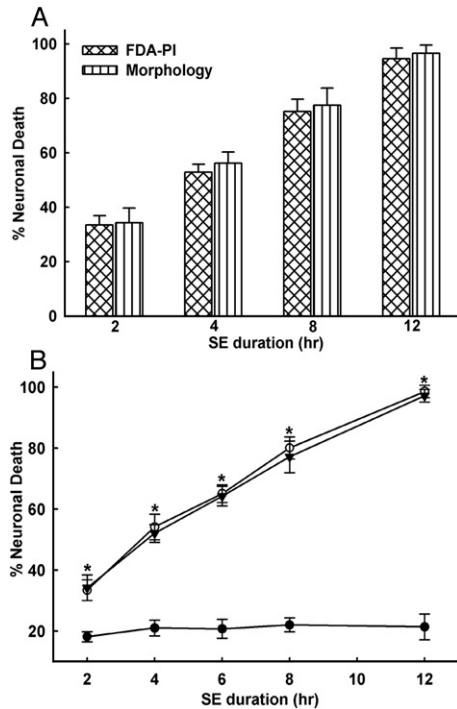 A
100
FDA-PI
Morphology
80
60
40
20
0
% Neuronal Death
2 4 8 12
SE duration (hr)
B
100
80
60
40
20
% Neuronal Death
* * * * *
2 4 6 8 10 12
SE duration (hr)